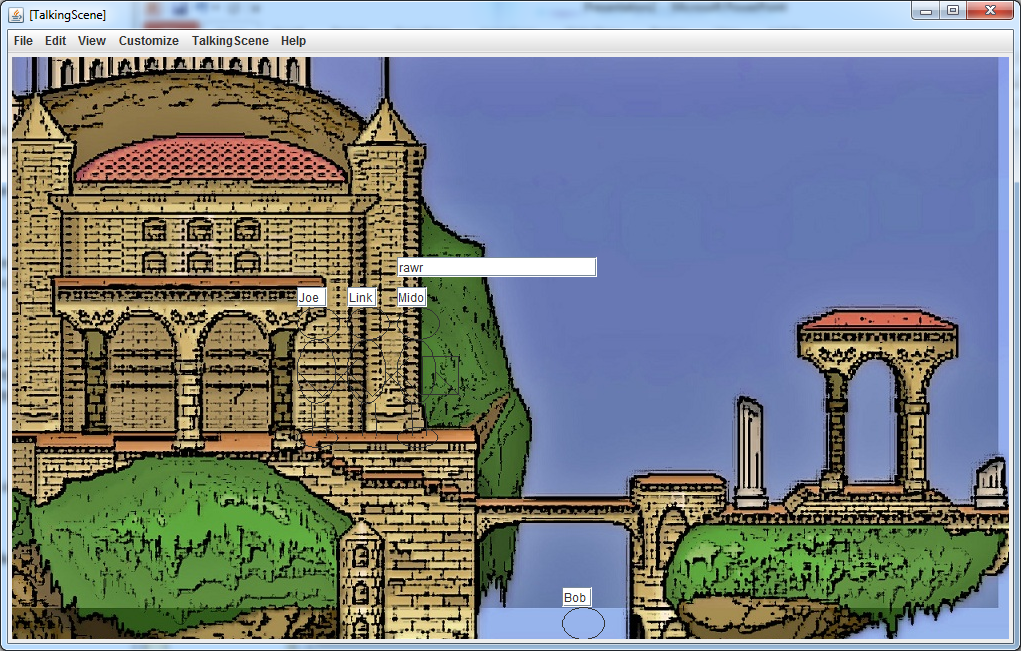 [TalkingScene]
File Edit View Customize TalkingScene Help
rawr
Joe Link Mido
Bob